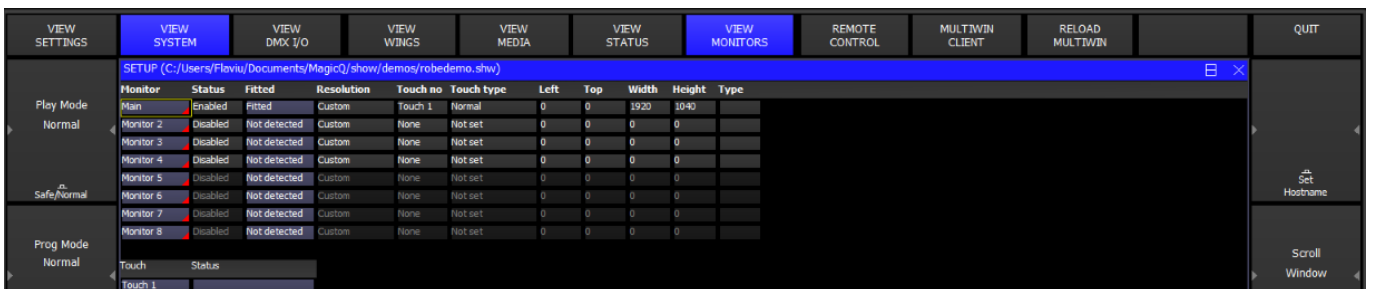 VIEW SETTINGS
VIEW SYSTEM
VIEW DMX I/O
VIEW WINGS
VIEW MEDIA
VIEW STATUS
VIEW MONITORS
REMOTE CONTROL
MULTIWIN CLIENT
RELOAD MULTIWIN
QUIT
SETUP (C:/Users/Flaviu/Documents/MagicQ/show/demos/robedemo.shw)
Monitor Status Fitted Resolution Touch no Touch type Left Top Width Height Type
Main Enabled Fitted Custom Touch 1 Normal 0 0 1920 1040
Monitor 2 Disabled Not detected Custom None Not set 0 0 0 0
Monitor 3 Disabled Not detected Custom None Not set 0 0 0 0
Monitor 4 Disabled Not detected Custom None Not set 0 0 0 0
Monitor 5 Disabled Not detected Custom None Not set 0 0 0 0
Monitor 6 Disabled Not detected Custom None Not set 0 0 0 0
Monitor 7 Disabled Not detected Custom None Not set 0 0 0 0
Monitor 8 Disabled Not detected Custom None Not set 0 0 0 0
Touch Status
Touch 1
Play Mode
Normal
Safe/Normal
Prog Mode
Normal
Set
Hostname
Scroll
Window